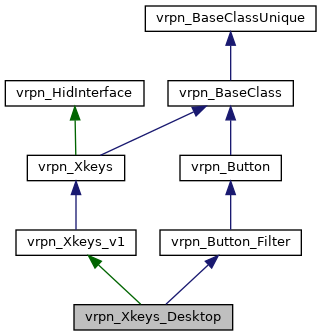 vrpn_BaseClassUnique
vrpn_HidInterface
vrpn_BaseClass
vrpn_Xkeys
vrpn_Button
vrpn_Xkeys_v1
vrpn_Button_Filter
vrpn_Xkeys_Desktop